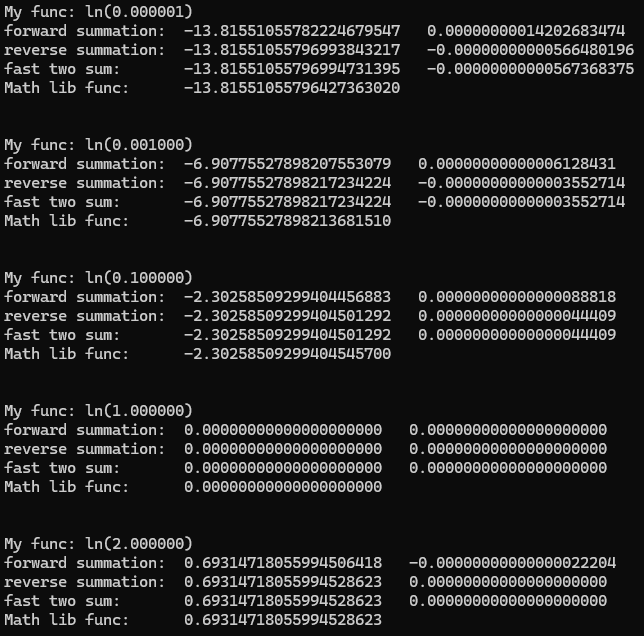 My func: ln(0.000001)
forward summation:  -13.81551055782224679547   0.00000000014202683474
reverse summation:  -13.81551055796993843217   -0.00000000000566480196
fast two sum:       -13.81551055796994731395   -0.00000000000567368375
Math lib func:      -13.81551055796427363020
My func: ln(0.001000)
forward summation:  -6.90775527898207553079   0.00000000000006128431
reverse summation:  -6.90775527898217234224   -0.00000000000003552714
fast two sum:       -6.90775527898217234224   -0.00000000000003552714
Math lib func:      -6.90775527898213681510
My func: ln(0.100000)
forward summation:  -2.30258509299404456883   0.00000000000000088818
reverse summation:  -2.30258509299404501292   0.00000000000000044409
fast two sum:       -2.30258509299404501292   0.00000000000000044409
Math lib func:      -2.30258509299404545700
My func: ln(1.000000)
forward summation:  0.00000000000000000000   0.00000000000000000000
reverse summation:  0.00000000000000000000   0.00000000000000000000
fast two sum:       0.00000000000000000000   0.00000000000000000000
Math lib func:      0.00000000000000000000
My func: ln(2.000000)
forward summation:  0.69314718055994506418   -0.00000000000000022204
reverse summation:  0.69314718055994528623   0.00000000000000000000
fast two sum:       0.69314718055994528623   0.00000000000000000000
Math lib func:      0.69314718055994528623